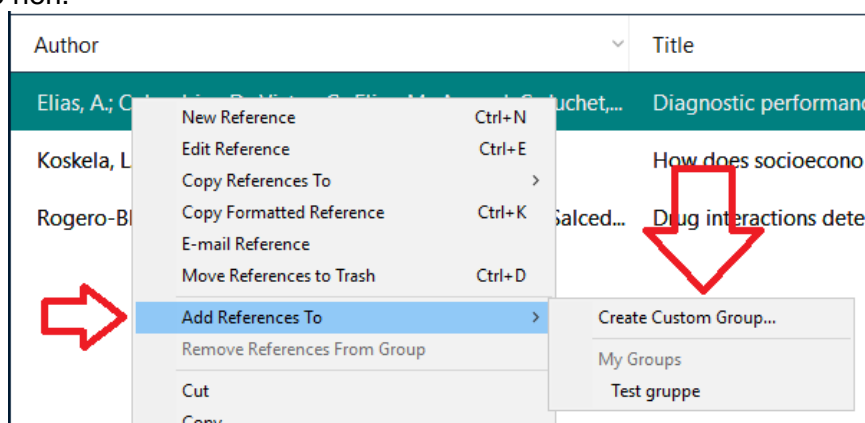 Author Title
Elias, A.; C uchet,... Diagnostic performan
New Reference Ctrl+N
Edit Reference Ctrl+E
Koskela, L How does socioecono
Copy References To
Copy Formatted Reference Ctrl+K
Rogero-Bl Salced... Drug interactions dete
E-mail Reference
Move References to Trash Ctrl+D
Add References To Create Custom Group...
Remove References From Group
My Groups
Cut Test gruppe
Copy